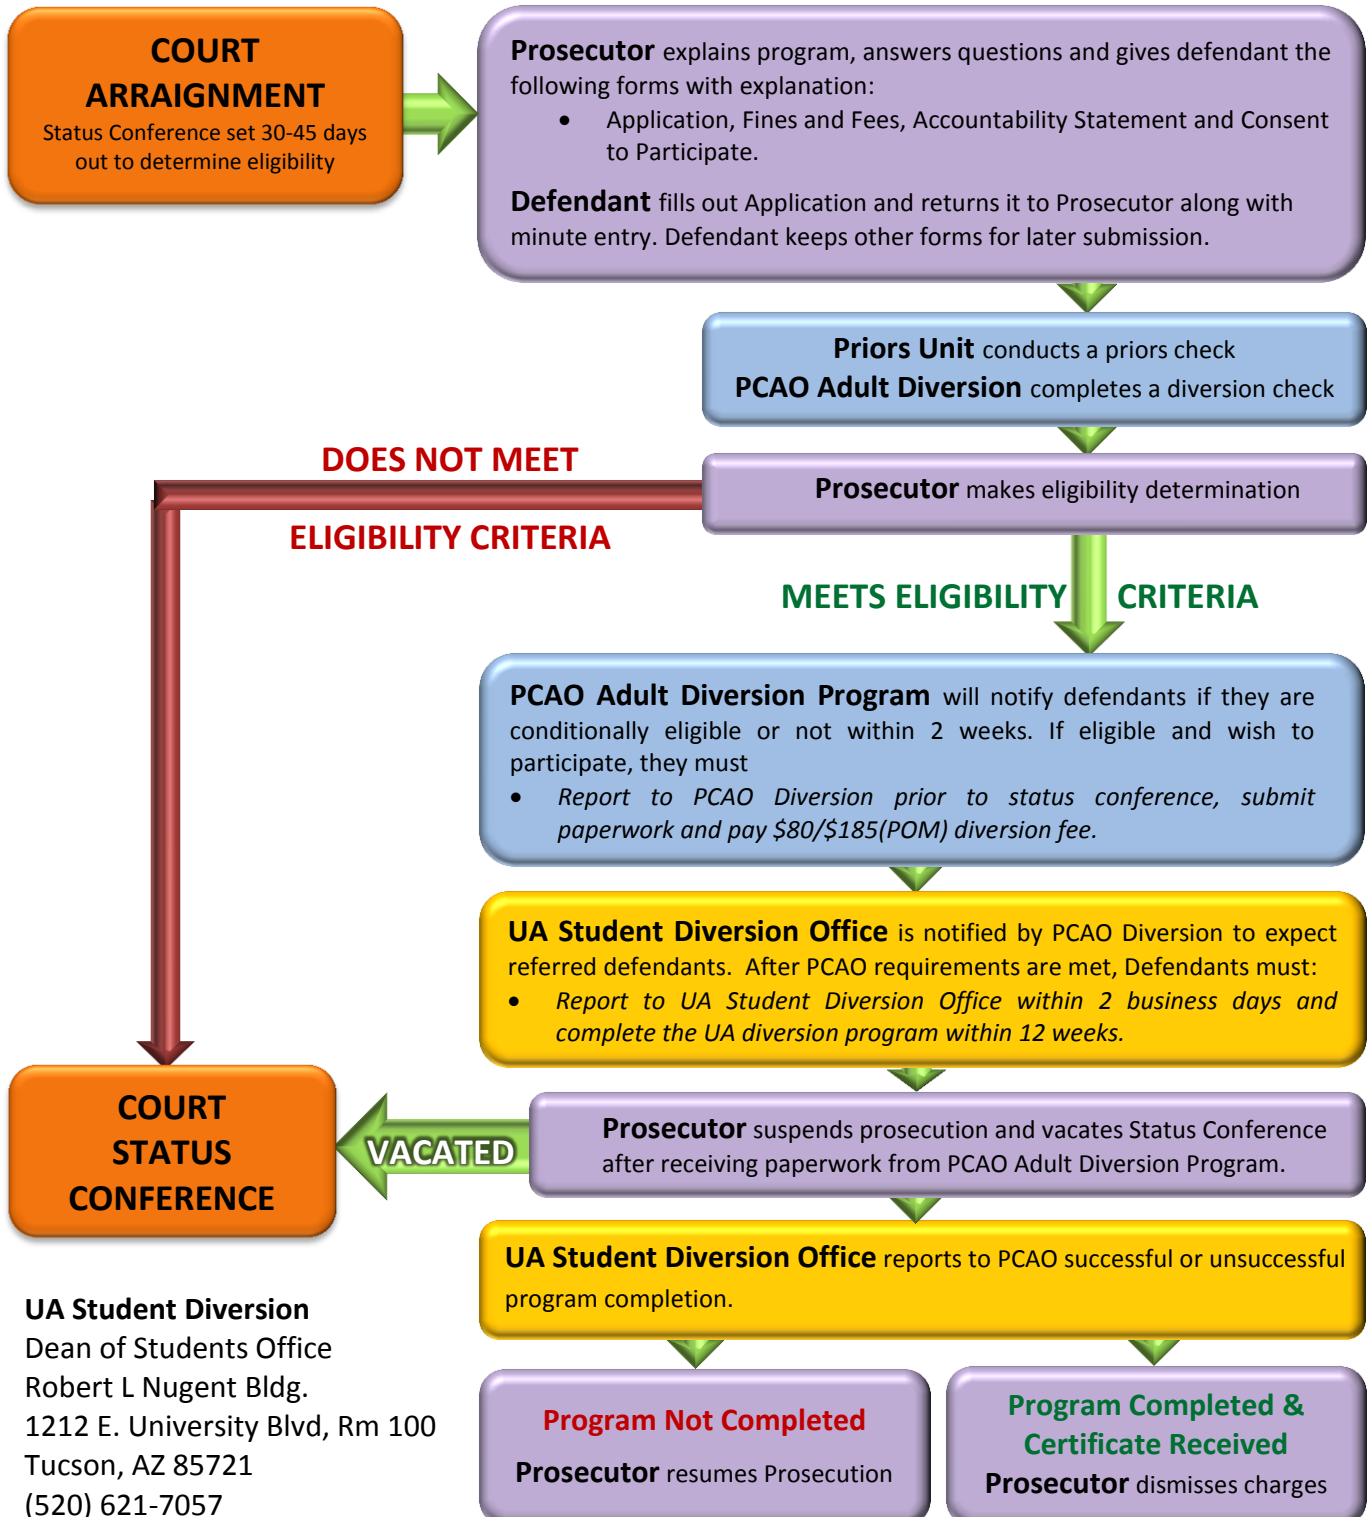 COURT
ARRAIGNMENT
Status Conference set 30-45 days
out to determine eligibility
Prosecutor explains program, answers questions and gives defendant the
following forms with explanation:
• Application, Fines and Fees, Accountability Statement and Consent
to Participate.
Defendant fills out Application and returns it to Prosecutor along with
minute entry. Defendant keeps other forms for later submission.
Priors Unit conducts a priors check
PCAO Adult Diversion completes a diversion check
Prosecutor makes eligibility determination
DOES NOT MEET
ELIGIBILITY CRITERIA
MEETS ELIGIBILITY CRITERIA
PCAO Adult Diversion Program will notify defendants if they are
conditionally eligible or not within 2 weeks. If eligible and wish to
participate, they must
• Report to PCAO Diversion prior to status conference, submit
paperwork and pay $80/$185(POM) diversion fee.
UA Student Diversion Office is notified by PCAO Diversion to expect
referred defendants. After PCAO requirements are met, Defendants must:
• Report to UA Student Diversion Office within 2 business days and
complete the UA diversion program within 12 weeks.
Prosecutor suspends prosecution and vacates Status Conference
after receiving paperwork from PCAO Adult Diversion Program.
VACATED
COURT
STATUS
CONFERENCE
UA Student Diversion Office reports to PCAO successful or unsuccessful
program completion.
Program Not Completed
Prosecutor resumes Prosecution
Program Completed &
Certificate Received
Prosecutor dismisses charges
UA Student Diversion
Dean of Students Office
Robert L Nugent Bldg.
1212 E. University Blvd, Rm 100
Tucson, AZ 85721
(520) 621-7057